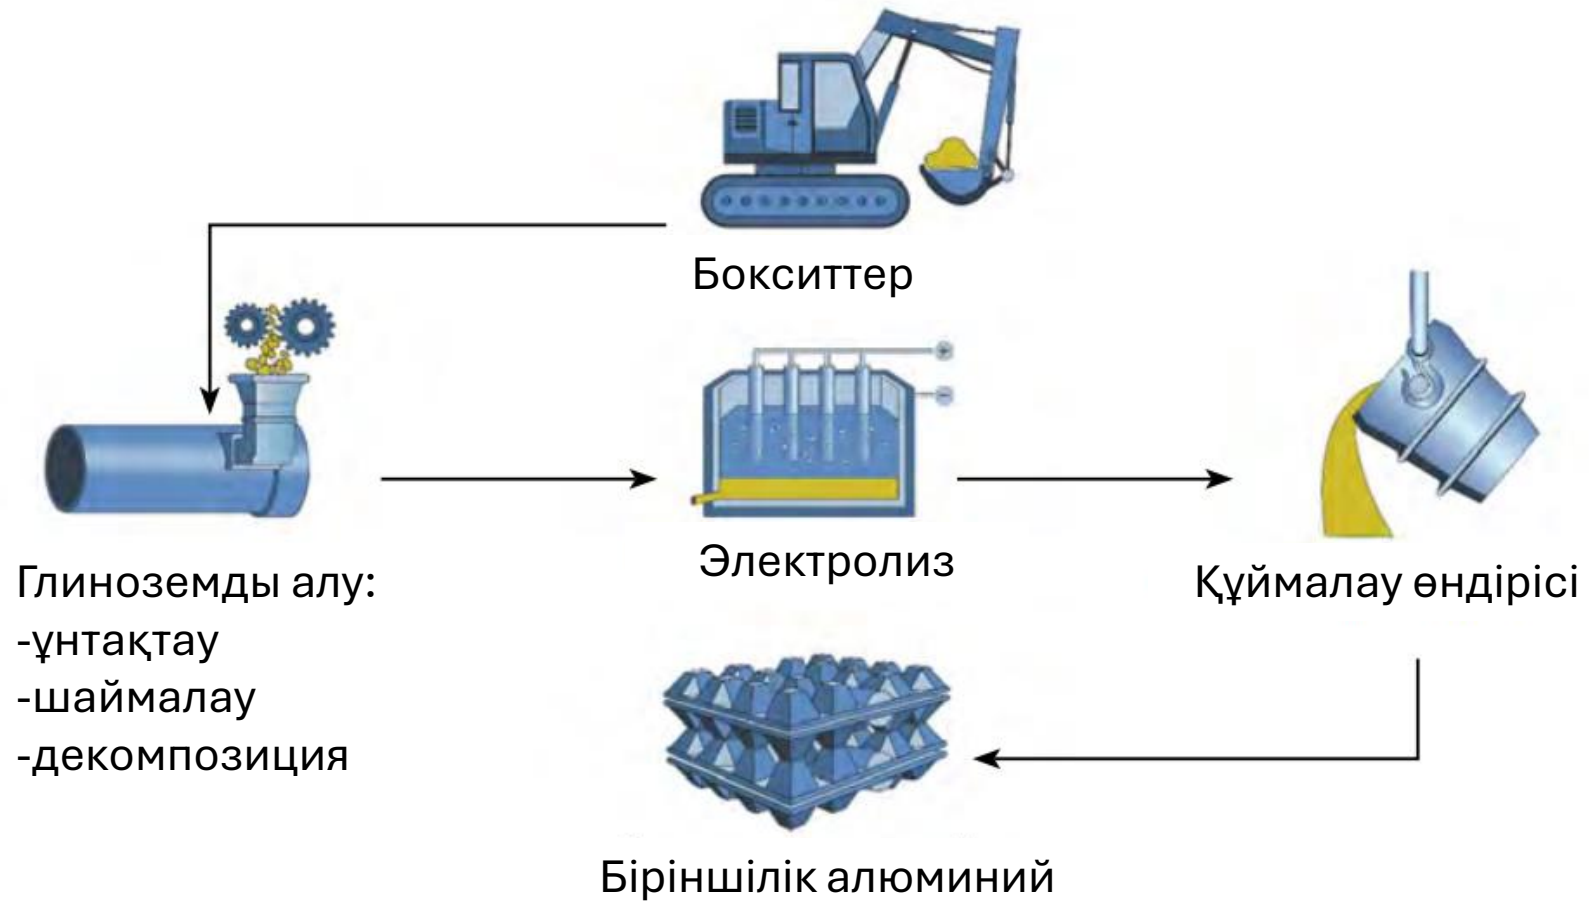 Бокситтер
Электролиз
Құймалау өндірісі
Глиноземды алу:
-ұнтақтау
-шаймалау
-декомпозиция
Біріншілік алюминий